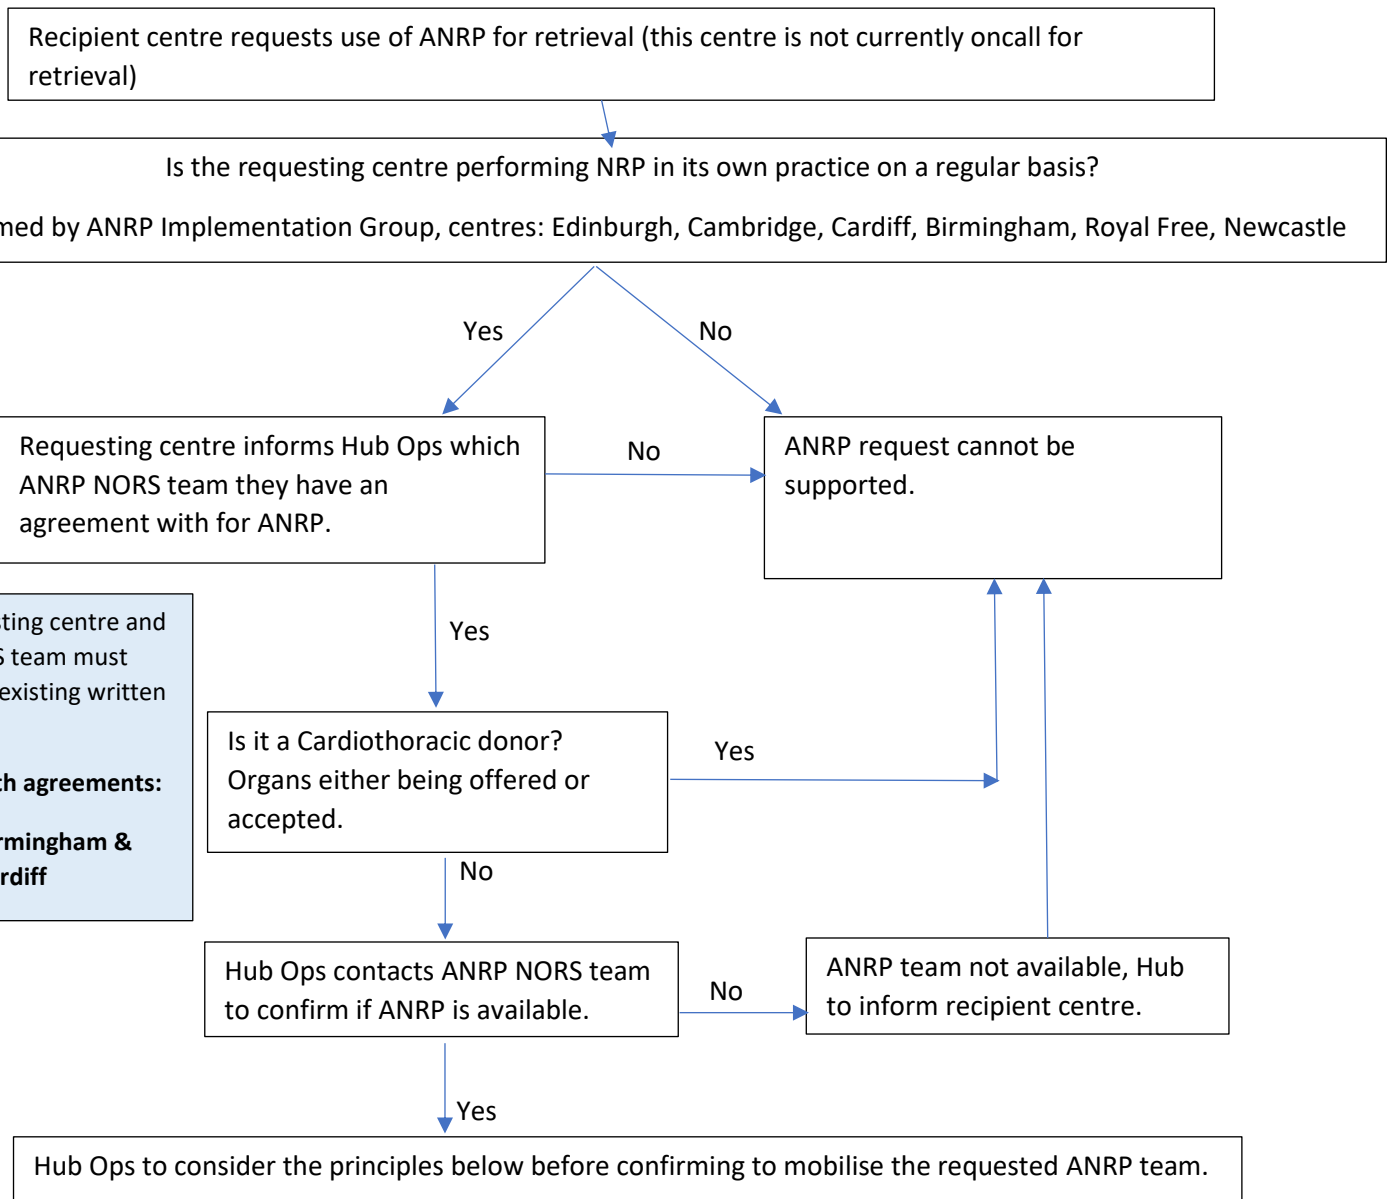 Recipient centre requests use of ANRP for retrieval (this centre is not currently oncall for
retrieval)
Is the requesting centre performing NRP in its own practice on a regular basis?
by ANRP Implementation Group, centres: Edinburgh, Cambridge, Cardiff, Birmingham, Royal Free, Newcastle
Yes
No
Requesting centre informs Hub Ops which
ANRP NORS team they have an
agreement with for ANRP.
No
ANRP request cannot be
supported.
centre and
team must
existing written
agreements:
&
Yes
Is it a Cardiothoracic donor?
Organs either being offered or
accepted.
Yes
No
Hub Ops contacts ANRP NORS team
to confirm if ANRP is available.
No
ANRP team not available, Hub
to inform recipient centre.
Yes
Hub Ops to consider the principles below before confirming to mobilise the requested ANRP team.